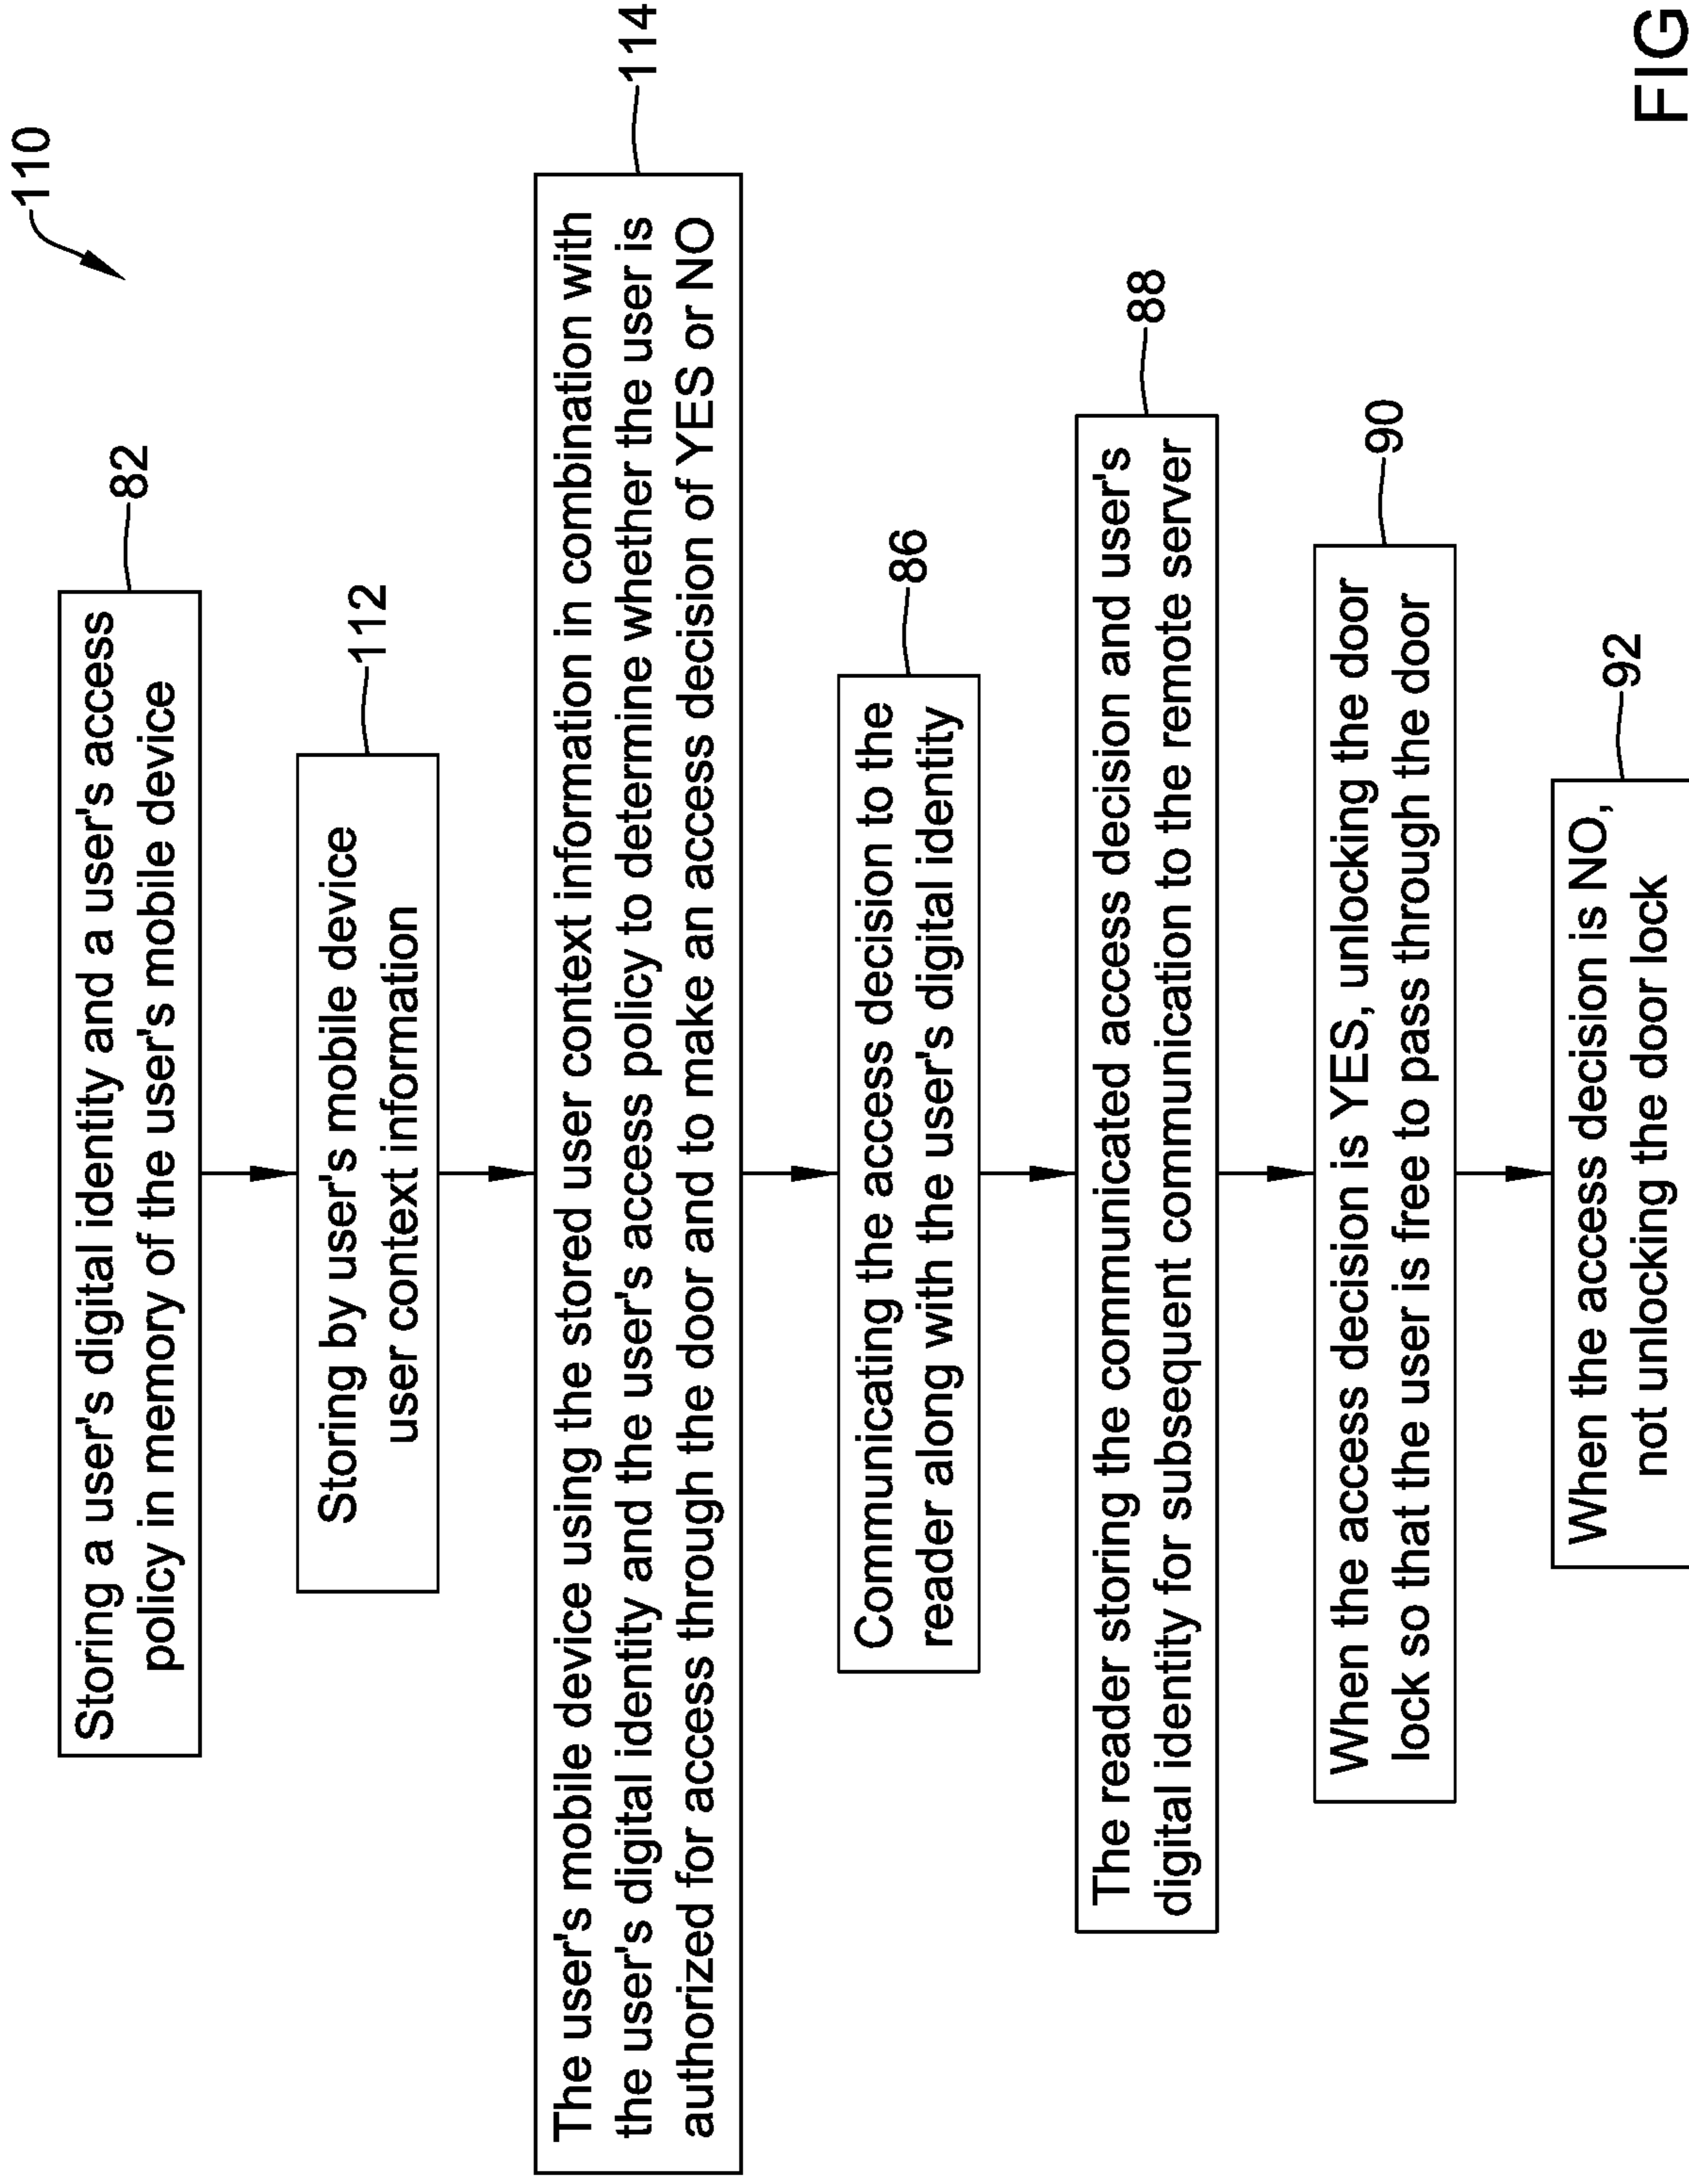 110
Storing a user's digital identity and a user's access
policy in memory of the user's mobile device
82
Storing by user's mobile device
user context information
112
The user's mobile device using the stored user context information in combination with
the user's digital identity and the user's access policy to determine whether the user is
authorized for access through the door and to make an access decision of YES or NO
114
Communicating the access decision to the
reader along with the user's digital identity
86
The reader storing the communicated access decision and user's
digital identity for subsequent communication to the remote server
88
When the access decision is YES, unlocking the door
lock so that the user is free to pass through the door
90
When the access decision is NO,
not unlocking the door lock
92
FIG